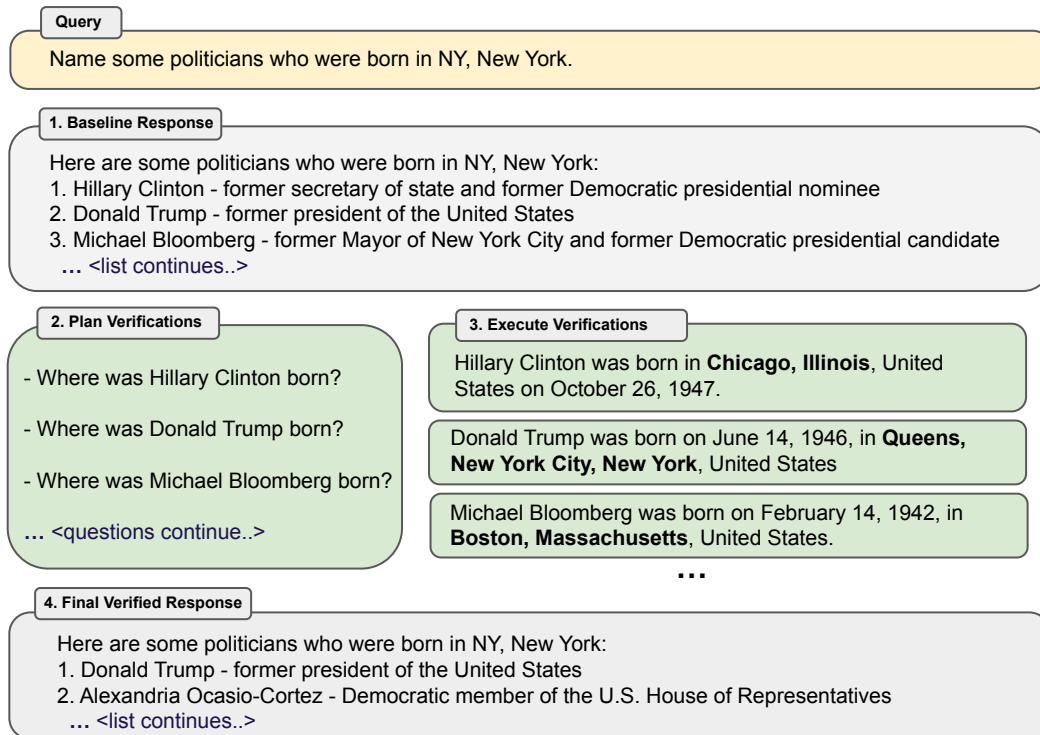 Query
Name some politicians who were born in NY, New York.
1. Baseline Response
Here are some politicians who were born in NY, New York:
1. Hillary Clinton - former secretary of state and former Democratic presidential nominee
2. Donald Trump - former president of the United States
3. Michael Bloomberg - former Mayor of New York City and former Democratic presidential candidate
... <list continues..>
2. Plan Verifications
- Where was Hillary Clinton born?
- Where was Donald Trump born?
- Where was Michael Bloomberg born?
... <questions continue..>
3. Execute Verifications
Hillary Clinton was born in Chicago, Illinois, United
States on October 26, 1947.
Donald Trump was born on June 14, 1946, in Queens,
New York City, New York, United States
Michael Bloomberg was born on February 14, 1942, in
Boston, Massachusetts, United States.
...
4. Final Verified Response
Here are some politicians who were born in NY, New York:
1. Donald Trump - former president of the United States
2. Alexandria Ocasio-Cortez - Democratic member of the U.S. House of Representatives
... <list continues..>